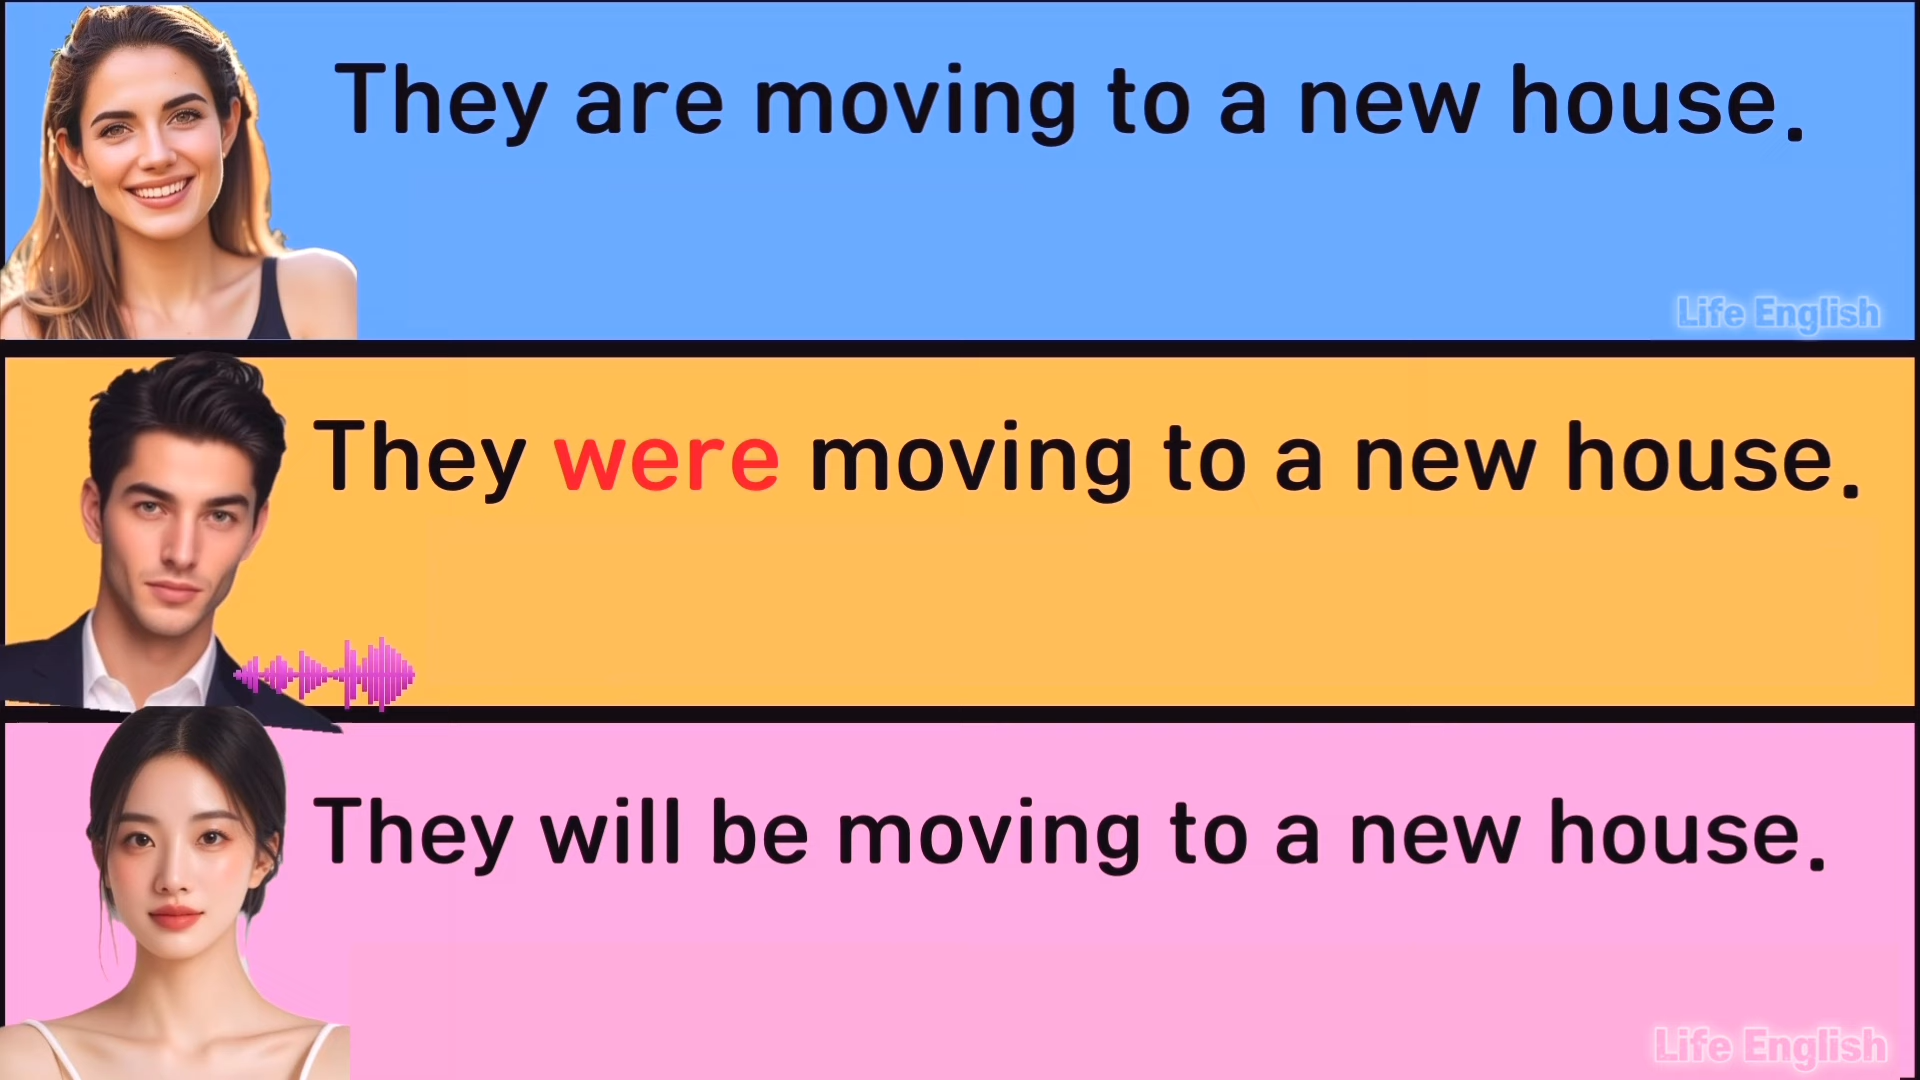 They are moving to a new house.
Life English
They were moving to a new house.
They will be moving to a new house.
Life English